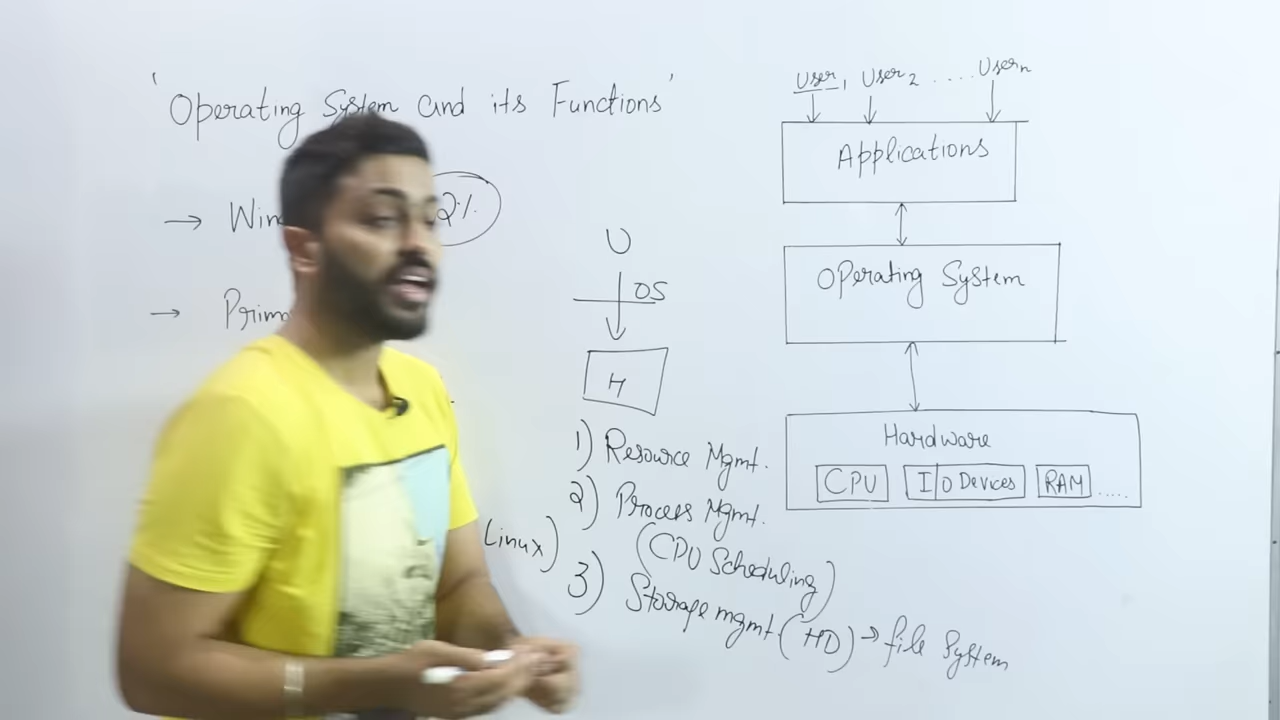 'Operating System and its Functions'
→ Win
2%
→ Prim
Linux)
U
OS
H
1) Resource Mgmt.
2) Process Mgmt.
(CPU Scheduling)
3) Storage mgmt (HD) → file System
User1 User2 .... Usern
Applications
Operating System
Hardware
CPU I/O Devices RAM .....